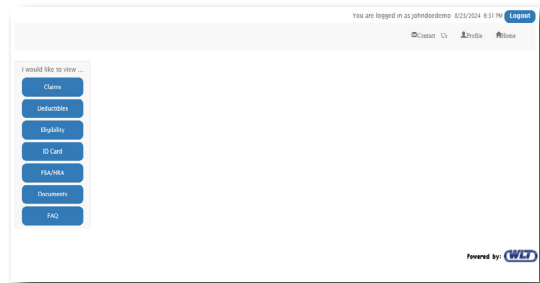 You are logged in as johndoedemo 8/23/2024 6:31 PM Logout
Contact Us Profile Home
I would like to view ...
Claims
Deductibles
Eligibility
ID Card
FSA/HRA
Documents
FAQ
Powered by: WLT